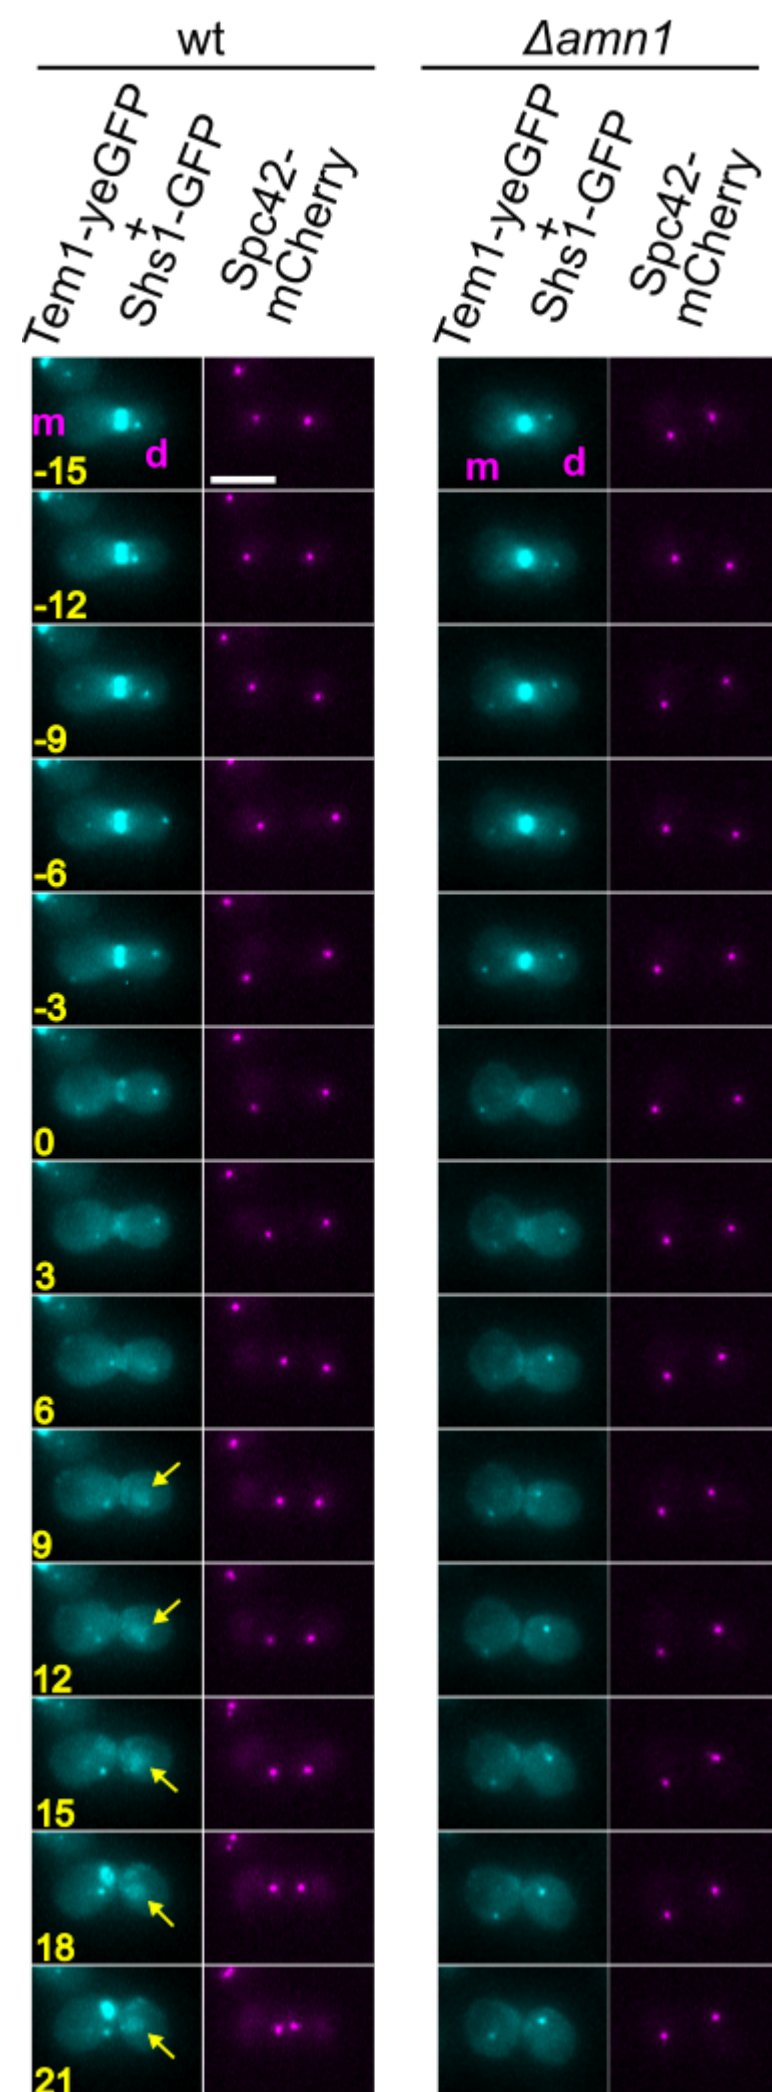 wt
Δamn1
Tem1-yeGFP
+
Shs1-GFP
Spc42-
mCherry
Tem1-yeGFP
+
Shs1-GFP
Spc42-
mCherry
m
d
-15
m
d
-12
-9
-6
-3
0
3
6
9
12
15
18
21